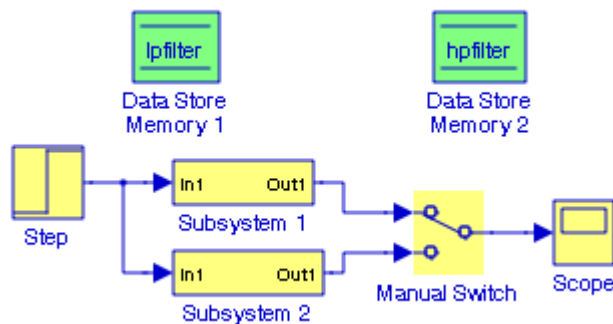 lpfilter
hpfilter
Data Store
Memory 1
Data Store
Memory 2
In1
Out1
Step
Subsystem 1
In1
Out1
Subsystem 2
Manual Switch
Scope